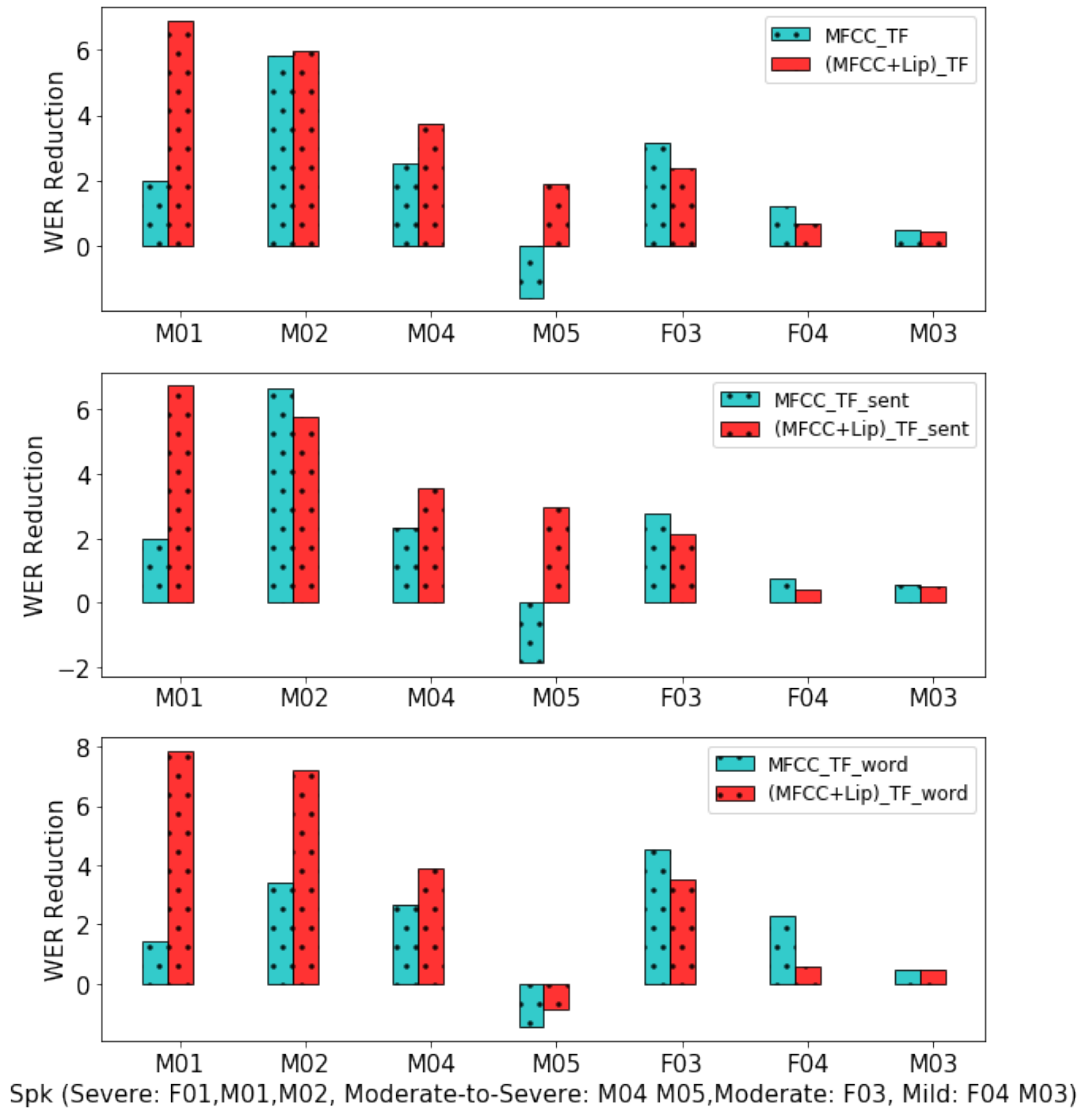 MFCC_TF
(MFCC+Lip)_TF
WER Reduction
6
4
2
0
M01 M02 M04 M05 F03 F04 M03
MFCC_TF_sent
(MFCC+Lip)_TF_sent
WER Reduction
6
4
2
0
−2
M01 M02 M04 M05 F03 F04 M03
MFCC_TF_word
(MFCC+Lip)_TF_word
WER Reduction
8
6
4
2
0
M01 M02 M04 M05 F03 F04 M03
Spk (Severe: F01,M01,M02, Moderate-to-Severe: M04 M05,Moderate: F03, Mild: F04 M03)